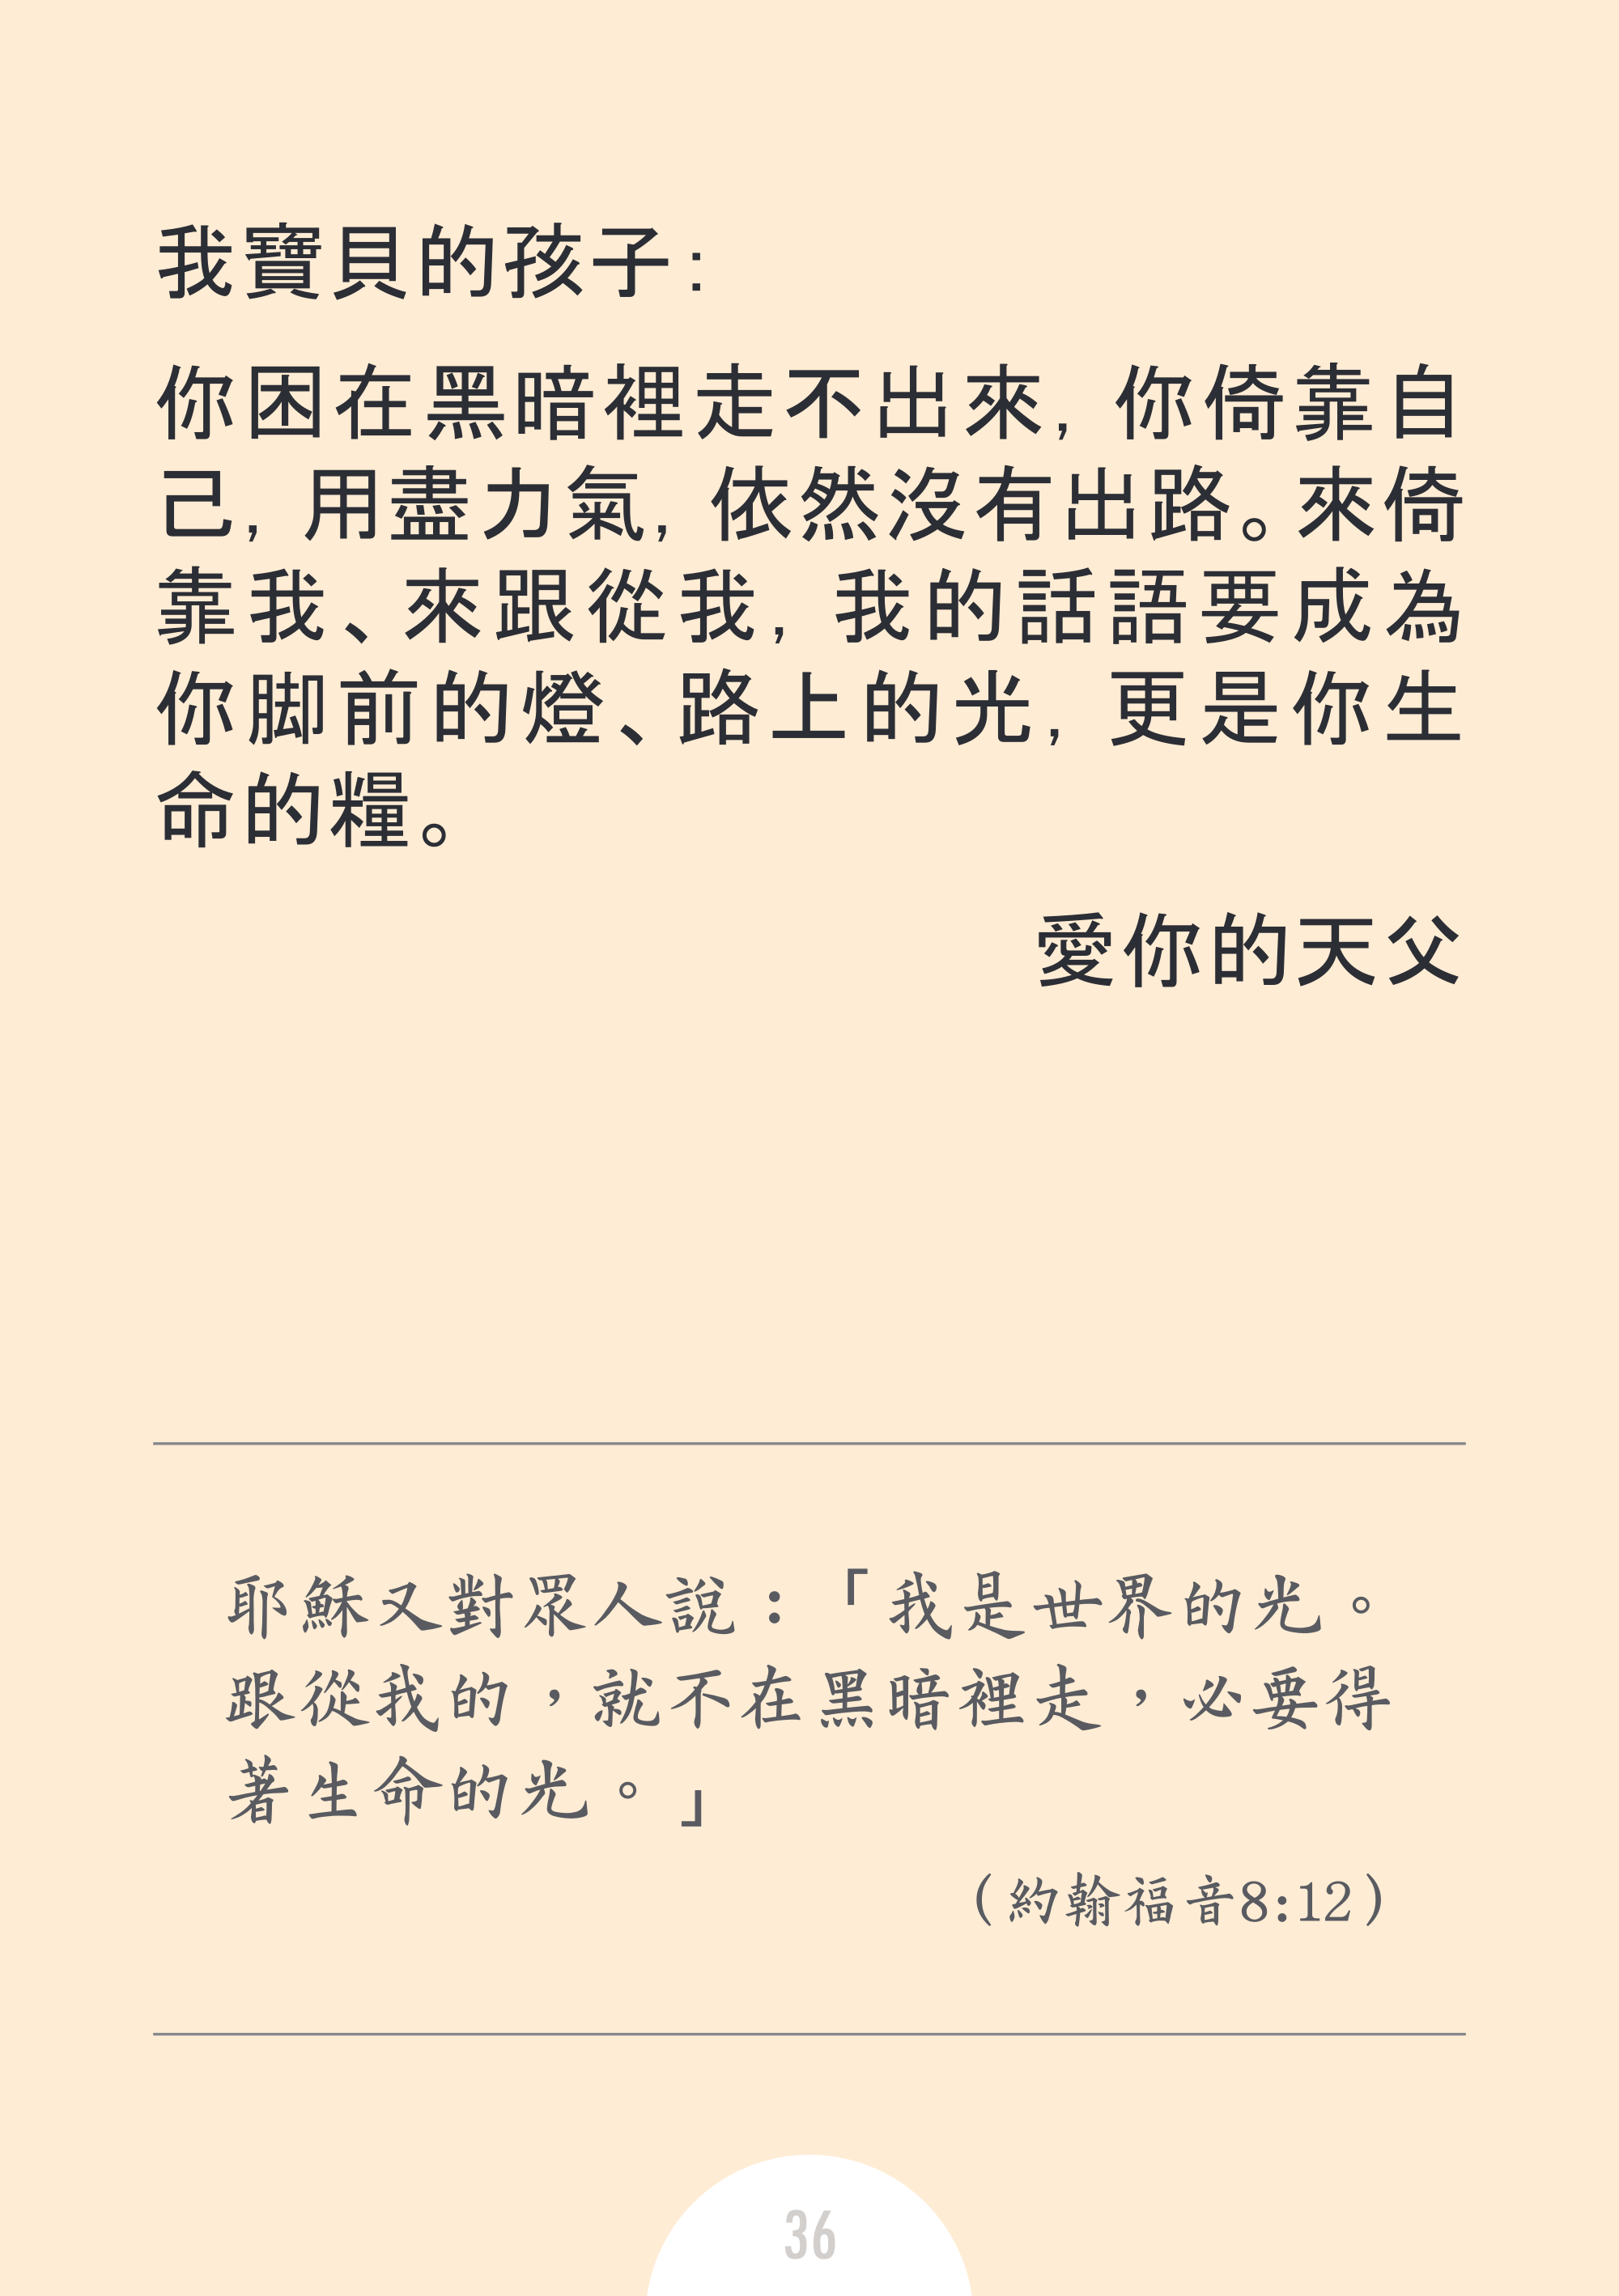 我寶貝的孩子:
你困在黑暗裡走不出來, 你倚靠自
己, 用盡力氣, 依然沒有出路。來倚
靠我、來跟從我, 我的話語要成為
你脚前的燈、路上的光, 更是你生
命的糧。
愛你的天父
耶穌又對眾人說：「我是世界的光。
跟從我的，就不在黑暗裡走，必要得
著生命的光。」
（約翰福音8:12）
36